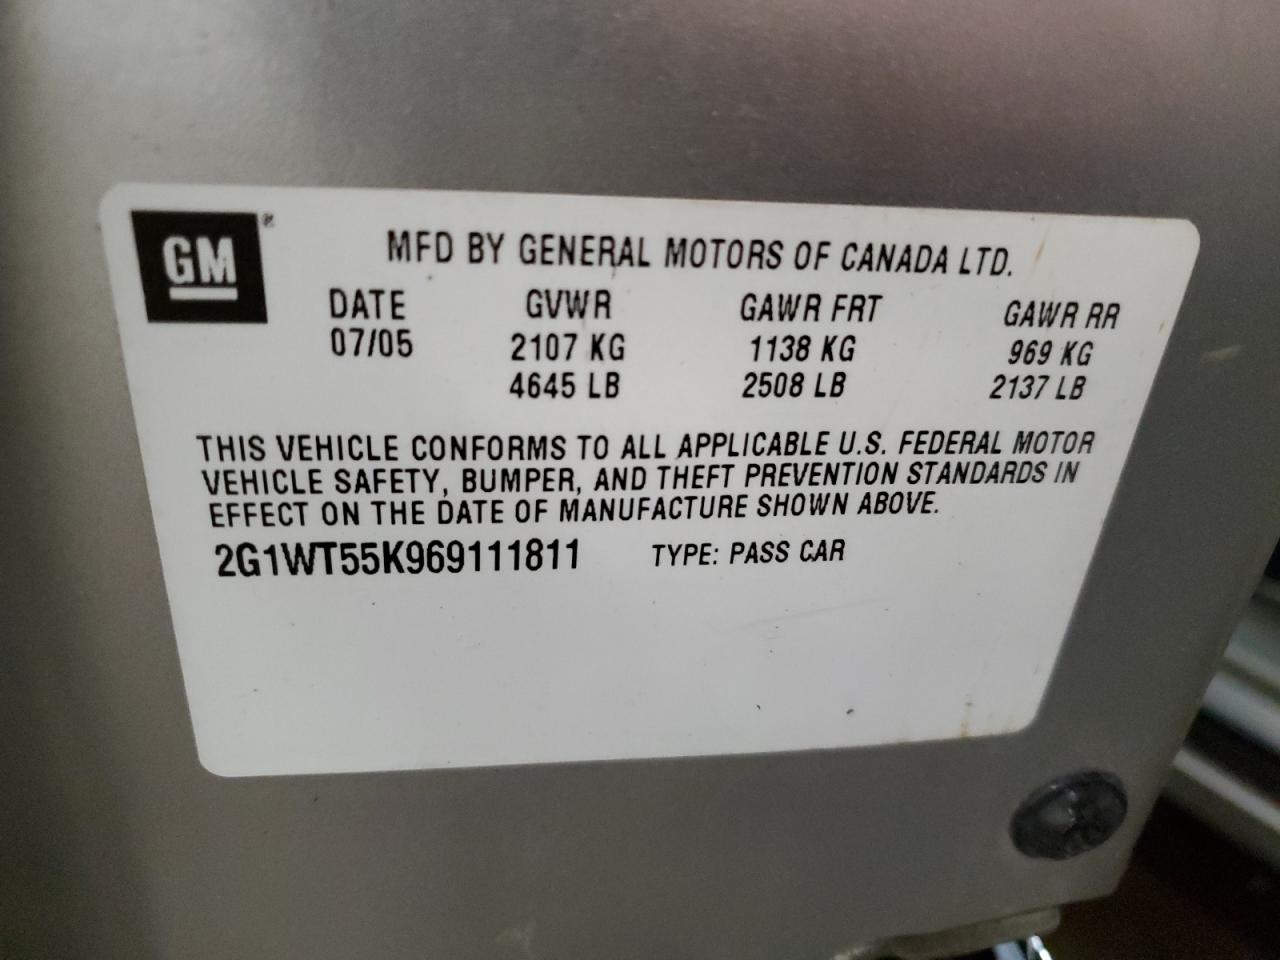 GM ®
MFD BY GENERAL MOTORS OF CANADA LTD.
DATE GVWR GAWR FRT GAWR RR
07/05 2107 KG 1138 KG 969 KG
4645 LB 2508 LB 2137 LB
THIS VEHICLE CONFORMS TO ALL APPLICABLE U.S. FEDERAL MOTOR
VEHICLE SAFETY, BUMPER, AND THEFT PREVENTION STANDARDS IN
EFFECT ON THE DATE OF MANUFACTURE SHOWN ABOVE.
2G1WT55K969111811 TYPE: PASS CAR